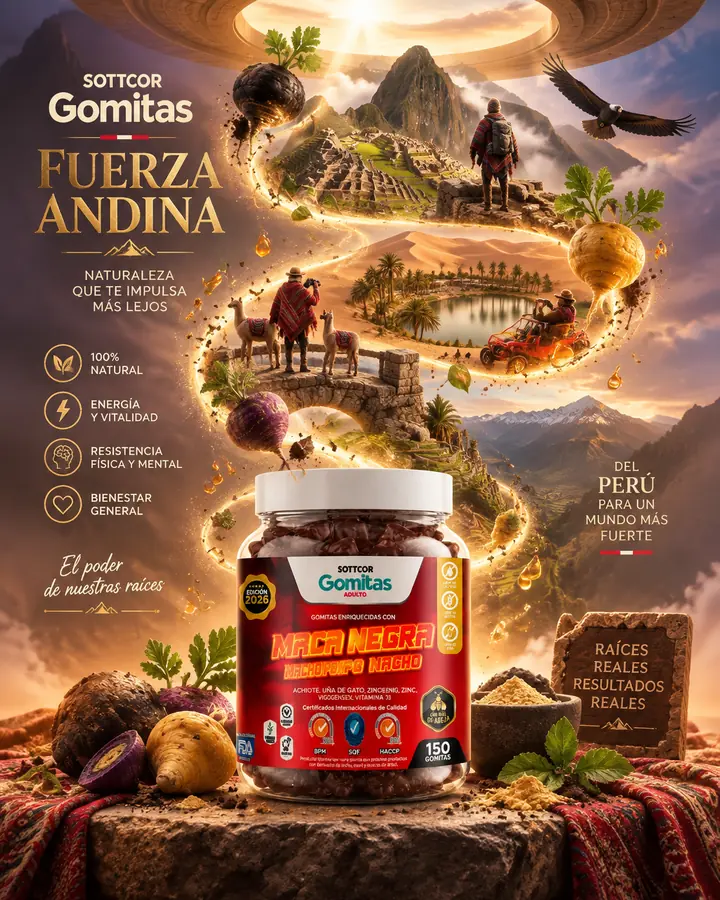 SOTTCOR
Gomitas
FUERZA
ANDINA
NATURALEZA
QUE TE IMPULSA
MÁS LEJOS
100%
NATURAL
ENERGÍA
Y VITALIDAD
RESISTENCIA
FÍSICA Y MENTAL
BIENESTAR
GENERAL
El poder
de nuestras raíces
DEL
PERÚ
PARA UN
MUNDO MÁS
FUERTE
RAÍCES
REALES
RESULTADOS
REALES
SOTTCOR
Gomitas
ADULTO
EDICIÓN
2026
GOMITAS ENRIQUECIDAS CON
MACA NEGRA
ACHIOTE, UÑA DE GATO,
ZINC,
Certificados Internacionales de Calidad
FDA
BPM
SQF
HACCP
DE ABEJA
150
GOMITAS